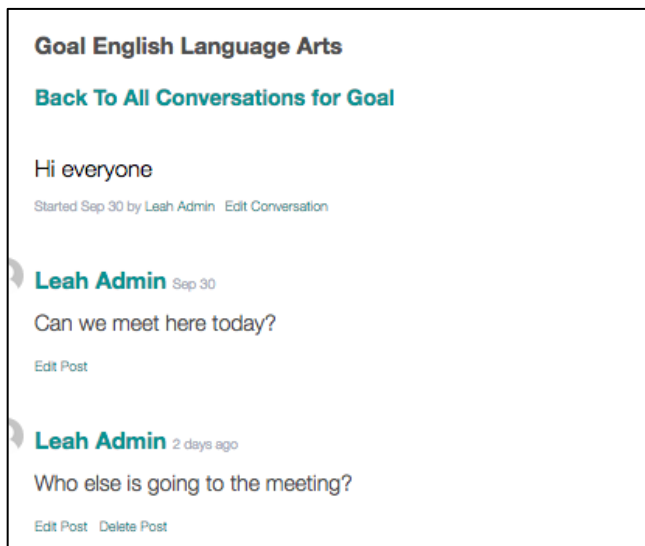 Goal English Language Arts
Back To All Conversations for Goal
Hi everyone
Started Sep 30 by Leah Admin Edit Conversation
Leah Admin Sep 30
Can we meet here today?
Edit Post
Leah Admin 2 days ago
Who else is going to the meeting?
Edit Post Delete Post